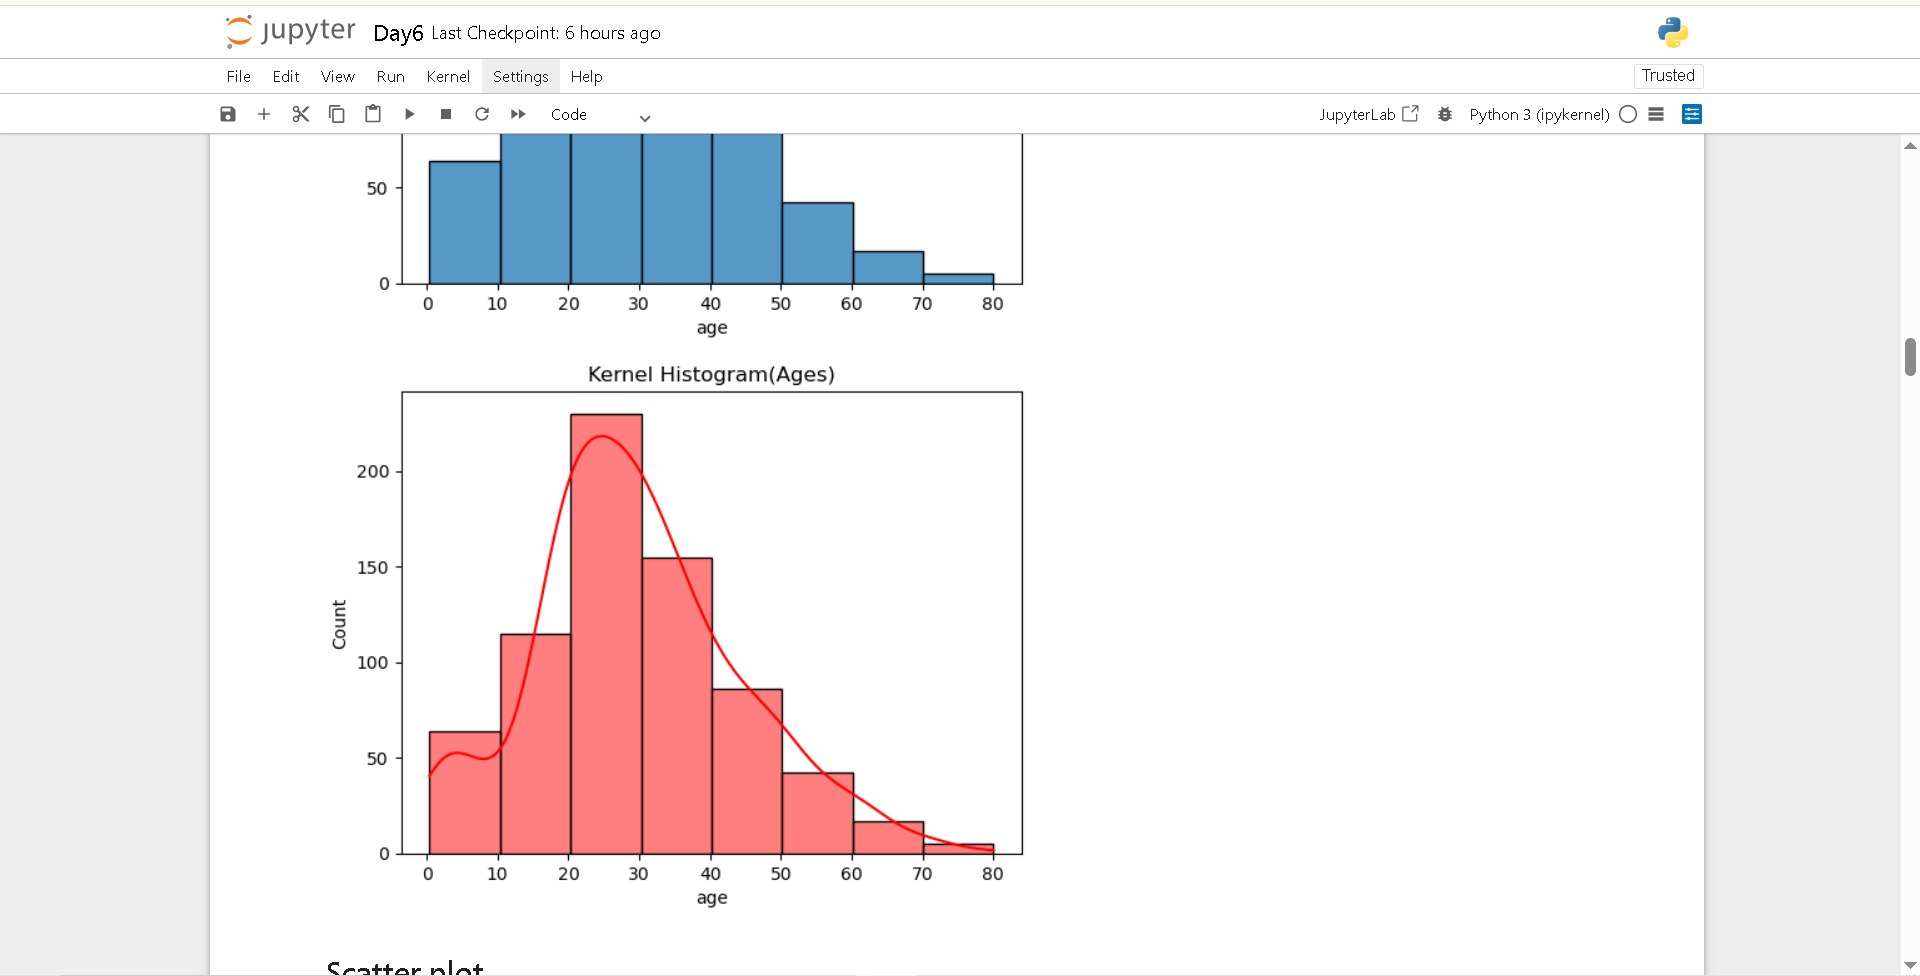 jupyter Day6 Last Checkpoint: 6 hours ago
File Edit View Run Kernel Settings Help Trusted
Code JupyterLab Python 3 (ipykernel)
50
0
0 10 20 30 40 50 60 70 80
age
Kernel Histogram(Ages)
200
150
100
50
0
Count
0 10 20 30 40 50 60 70 80
age
Scatter plot